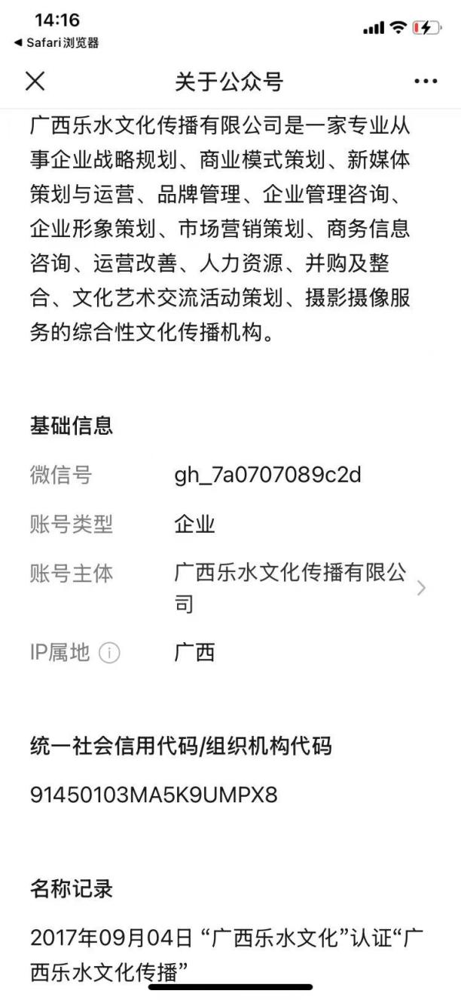 14:16
◀ Safari浏览器
关于公众号
广西乐水文化传播有限公司是一家专业从
事企业战略规划、商业模式策划、新媒体
策划与运营、品牌管理、企业管理咨询、
企业形象策划、市场营销策划、商务信息
咨询、运营改善、人力资源、并购及整
合、文化艺术交流活动策划、摄影摄像服
务的综合性文化传播机构。
基础信息
微信号 gh_7a0707089c2d
账号类型 企业
账号主体 广西乐水文化传播有限公
司
IP属地 广西
统一社会信用代码/组织机构代码
91450103MA5K9UMPX8
名称记录
2017年09月04日 “广西乐水文化”认证“广
西乐水文化传播”